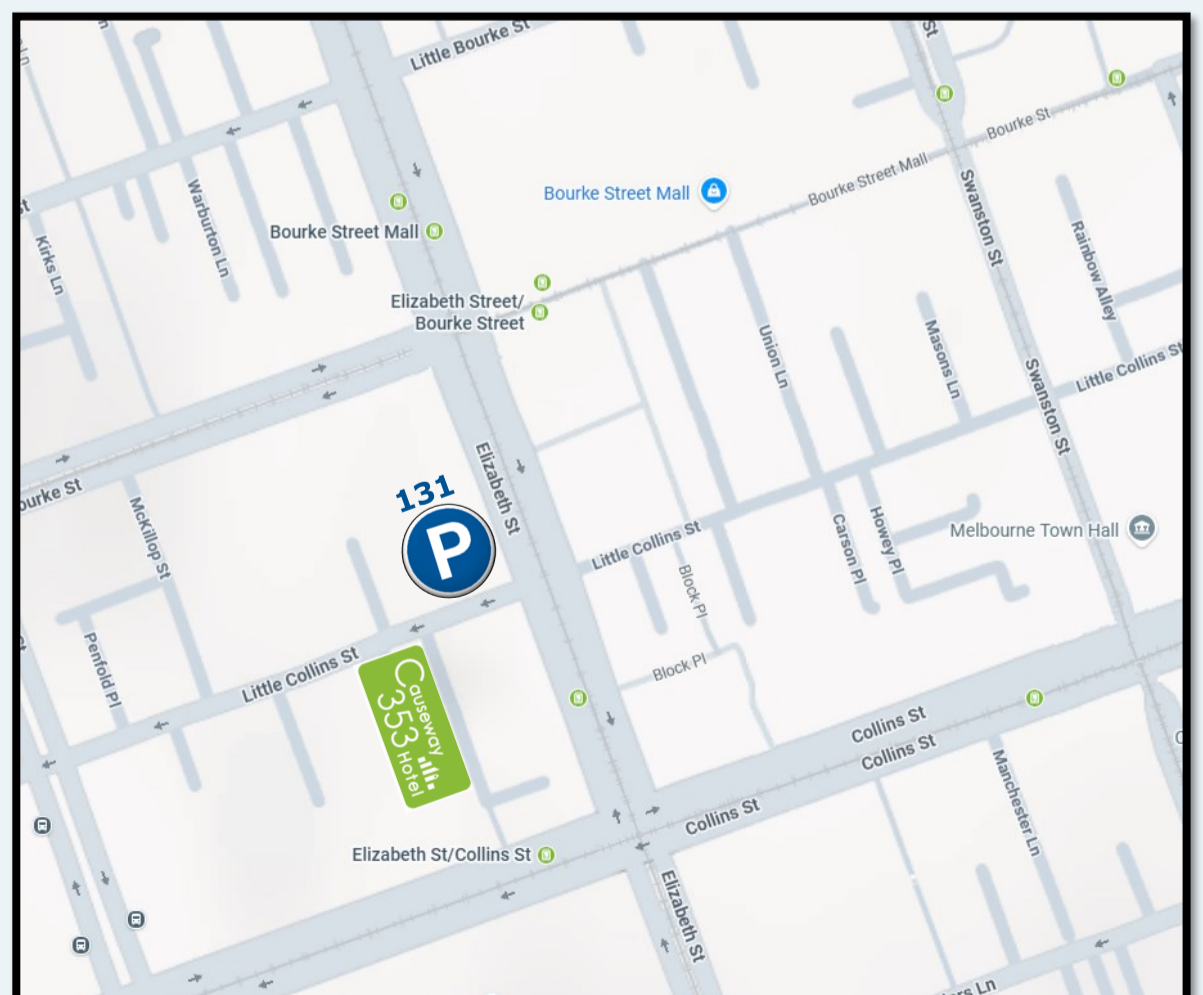 Little Bourke St
St
Bourke St
Bourke Street Mall
Bourke Street Mall
Warburton Ln
Kirks Ln
Bourke Street Mall
Swanston St
Rainbow Alley
Elizabeth Street/
Bourke Street
Union Ln
Masons Ln
Little Collins St
Swanston St
ourke St
Elizabeth St
131
P
McKillop St
Little Collins St
Carson Pl
Howey Pl
Melbourne Town Hall
Block Pl
Block Pl
Penfold Pl
Little Collins St
Causeway
353 Hotel
Collins St
Collins St
Collins St
Manchester Ln
Elizabeth St/Collins St
Elizabeth St
ers Ln